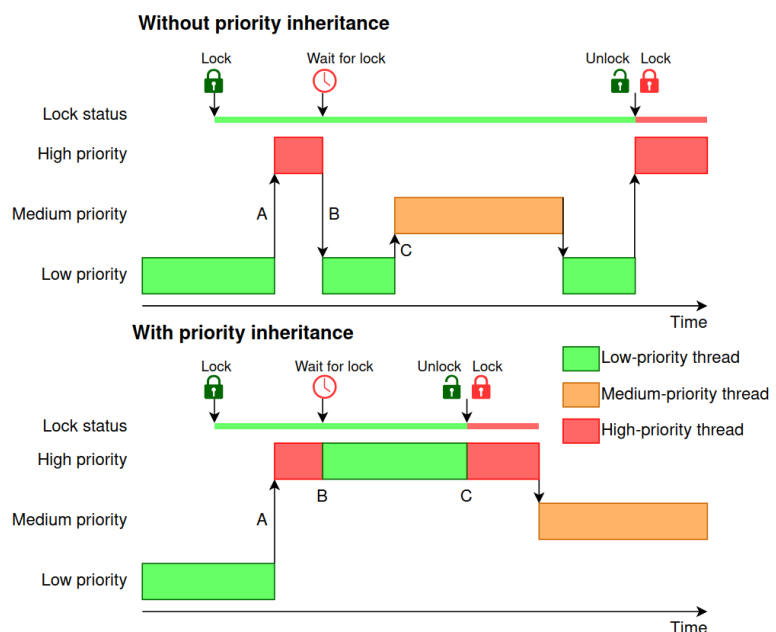 Without priority inheritance
Lock
Wait for lock
Unlock
Lock
Lock status
High priority
A
B
Medium priority
C
Low priority
Time
With priority inheritance
Low-priority thread
Lock
Wait for lock
Unlock
Lock
Medium-priority thread
Lock status
High-priority thread
High priority
B
C
A
Medium priority
Low priority
Time